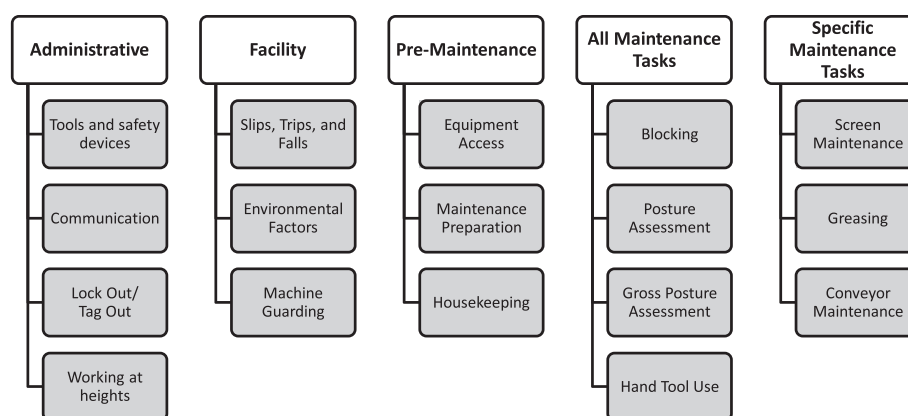 Administrative
Tools and safety
devices
Communication
Lock Out/
Tag Out
Working at
heights
Facility
Slips, Trips, and
Falls
Environmental
Factors
Machine
Guarding
Pre-Maintenance
Equipment
Access
Maintenance
Preparation
Housekeeping
All Maintenance
Tasks
Blocking
Posture
Assessment
Gross Posture
Assessment
Hand Tool Use
Specific
Maintenance
Tasks
Screen
Maintenance
Greasing
Conveyor
Maintenance